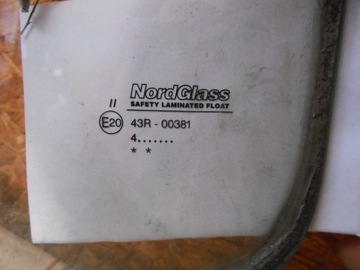 NordGlass
SAFETY LAMINATED FLOAT
II
E20 43R - 00381
4.......
* *